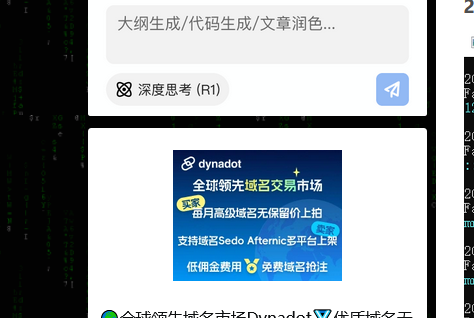 大纲生成/代码生成/文章润色...
深度思考 (R1)
dynadot
全球领先域名交易市场
买家
每月高级域名无保留价上拍
卖家
支持域名Sedo Afternic多平台上架
低佣金费用 免费域名抢注
全球领先域名市场Dynadot 优质域名无